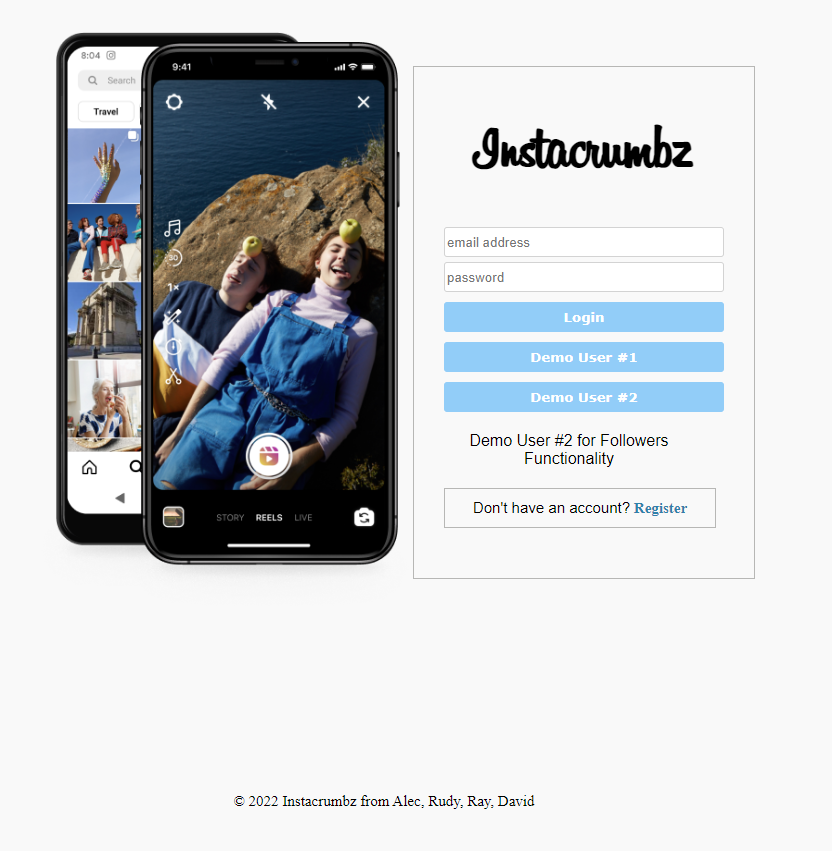 8:04
Search
Travel
9:41
30
1x
STORY REELS LIVE
Instacrumbz
email address
password
Login
Demo User #1
Demo User #2
Demo User #2 for Followers
Functionality
Don't have an account? Register
© 2022 Instacrumbz from Alec, Rudy, Ray, David